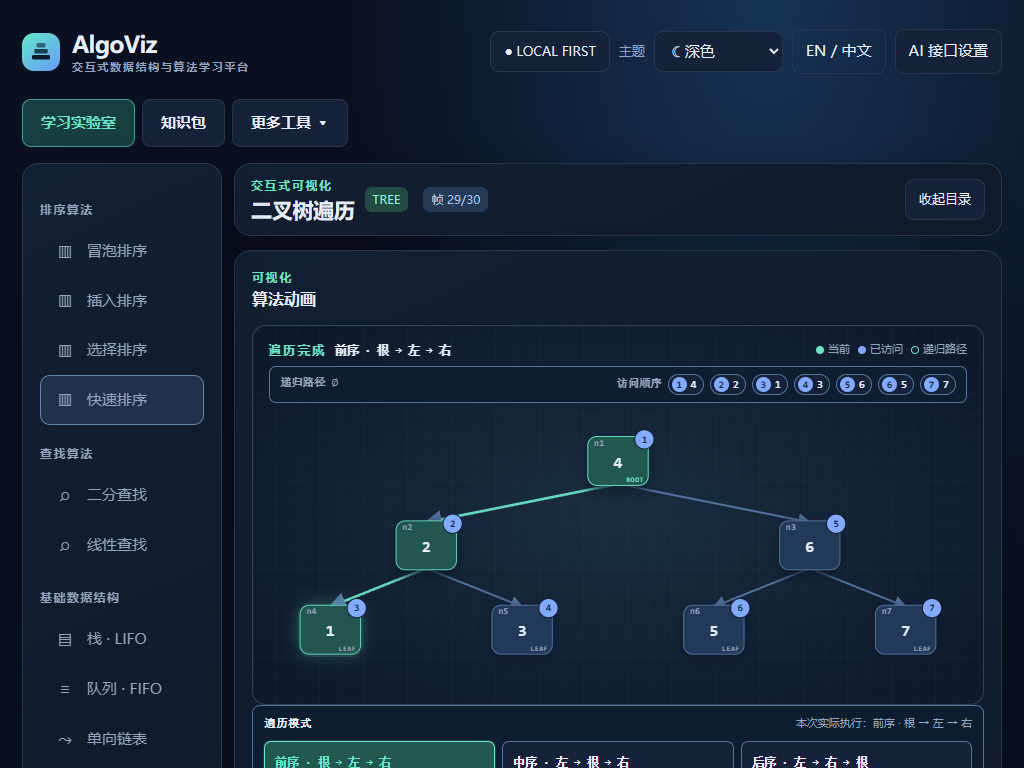 AlgoViz
交互式数据结构与算法学习平台
● LOCAL FIRST 主题 ☾ 深色 EN / 中文 AI 接口设置
学习实验室 知识包 更多工具 ▼
排序算法
▥ 冒泡排序
▥ 插入排序
▥ 选择排序
▥ 快速排序
查找算法
⌕ 二分查找
⌕ 线性查找
基础数据结构
▤ 栈 · LIFO
≡ 队列 · FIFO
⤳ 单向链表
交互式可视化
二叉树遍历 TREE 帧 29/30 收起目录
可视化
算法动画
遍历完成 前序 · 根 → 左 → 右 当前 已访问 递归路径
递归路径 ∅ 访问顺序 1 4 2 2 3 1 4 3 5 6 6 5 7 7
n1 1
4
ROOT
n2 2 n3 5
2 6
n4 3 n5 4 n6 6 n7 7
1 3 5 7
LEAF LEAF LEAF LEAF
遍历模式 本次实际执行：前序 · 根 → 左 → 右
前序 · 根 → 左 → 右 中序 · 左 → 根 → 右 后序 · 左 → 右 → 根